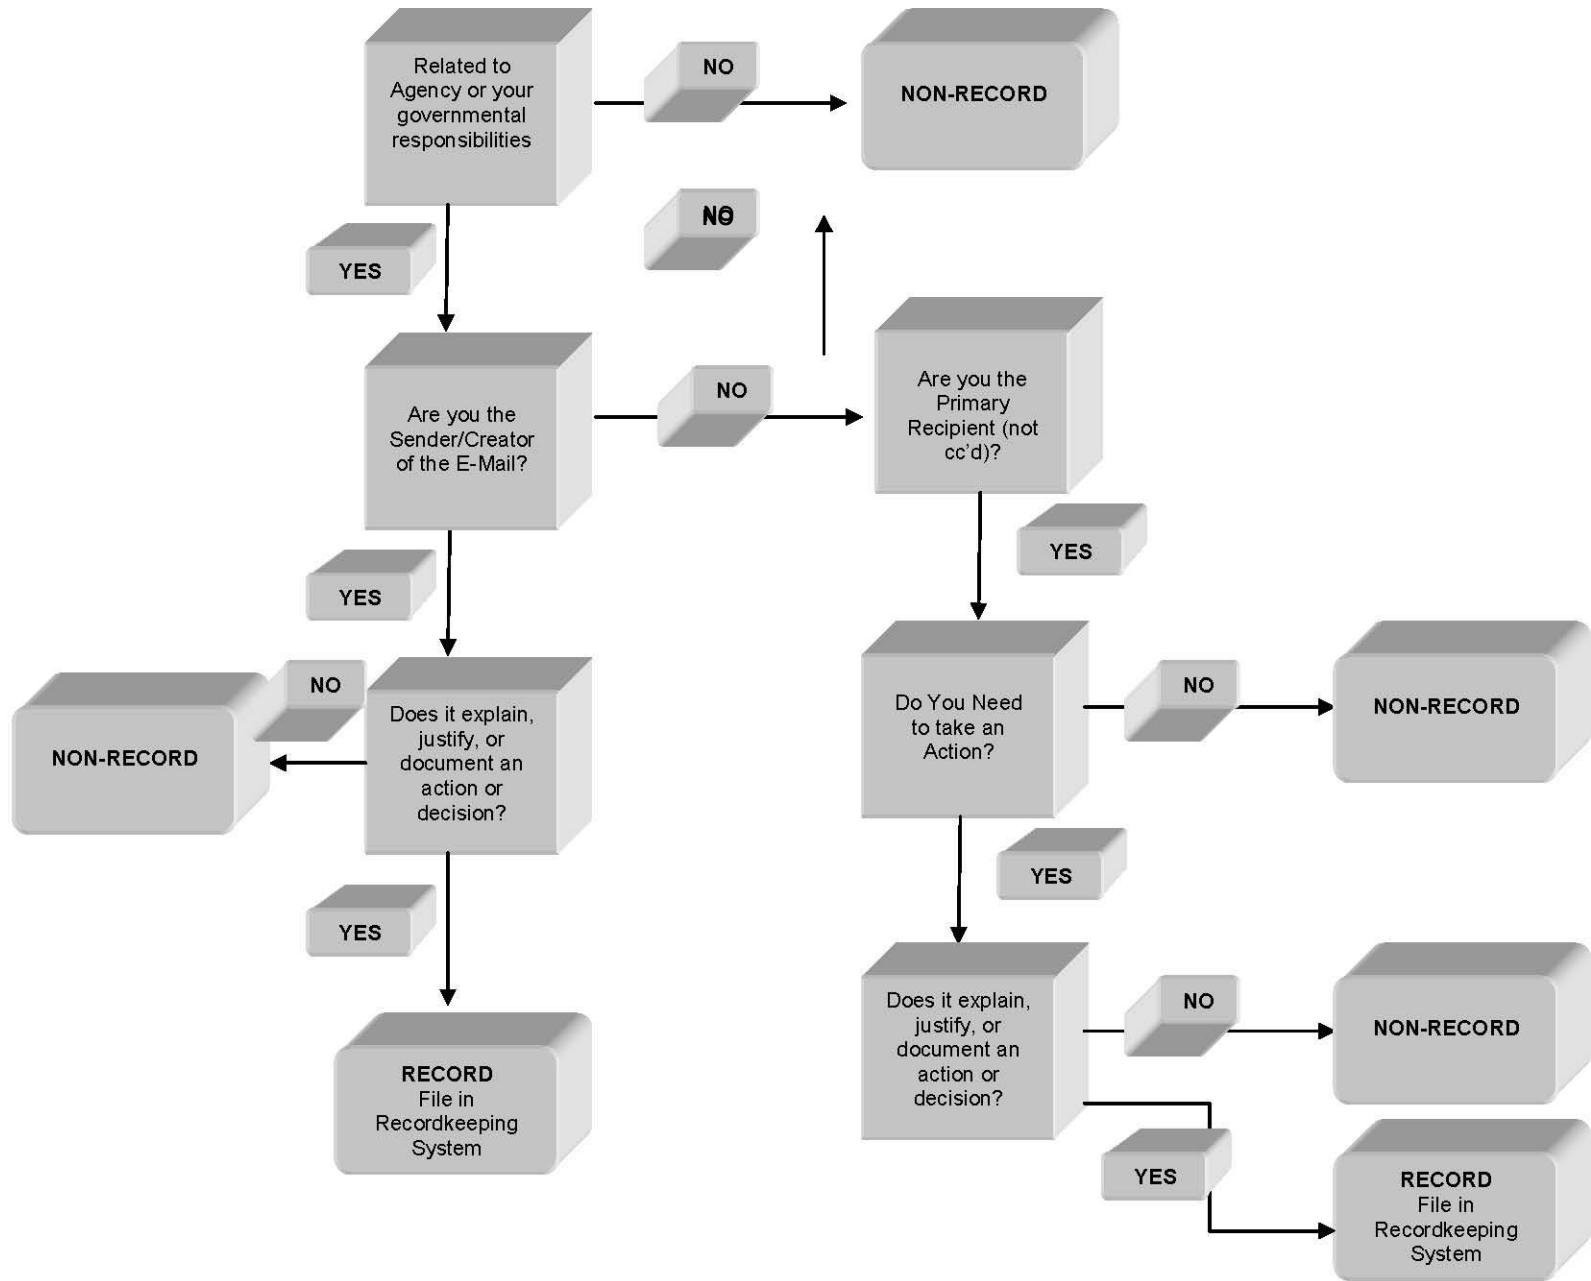 Related to
Agency or your
governmental
responsibilities
NO
NON-RECORD
YES
NO
Are you the
Sender/Creator
of the E-Mail?
NO
Are you the
Primary
Recipient (not
cc'd)?
YES
YES
NON-RECORD
NO
Does it explain,
justify, or
document an
action or
decision?
Do You Need
to take an
Action?
NO
NON-RECORD
YES
YES
RECORD
File in
Recordkeeping
System
Does it explain,
justify, or
document an
action or
decision?
NO
NON-RECORD
YES
RECORD
File in
Recordkeeping
System